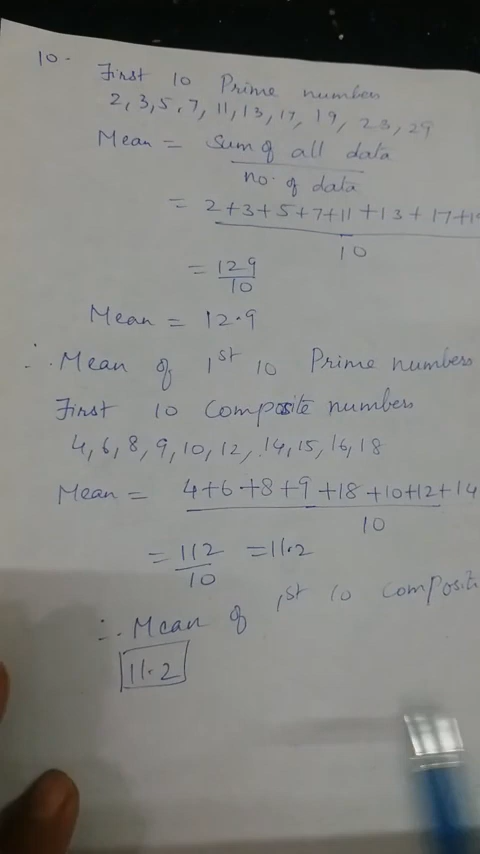 10.
First 10 Prime numbers
2, 3, 5, 7, 11, 13, 17, 19, 23, 29
Mean = Sum of all data
no. of data
= 2+3+5+7+11+13+17+19
10
= 129
10
Mean = 12.9
∴ Mean of 1st 10 Prime numbers
First 10 Composite numbers
4, 6, 8, 9, 10, 12, 14, 15, 16, 18
Mean = 4+6+8+9+18+10+12+14
10
= 112 = 11.2
10
∴ Mean of 1st 10 composit
11.2